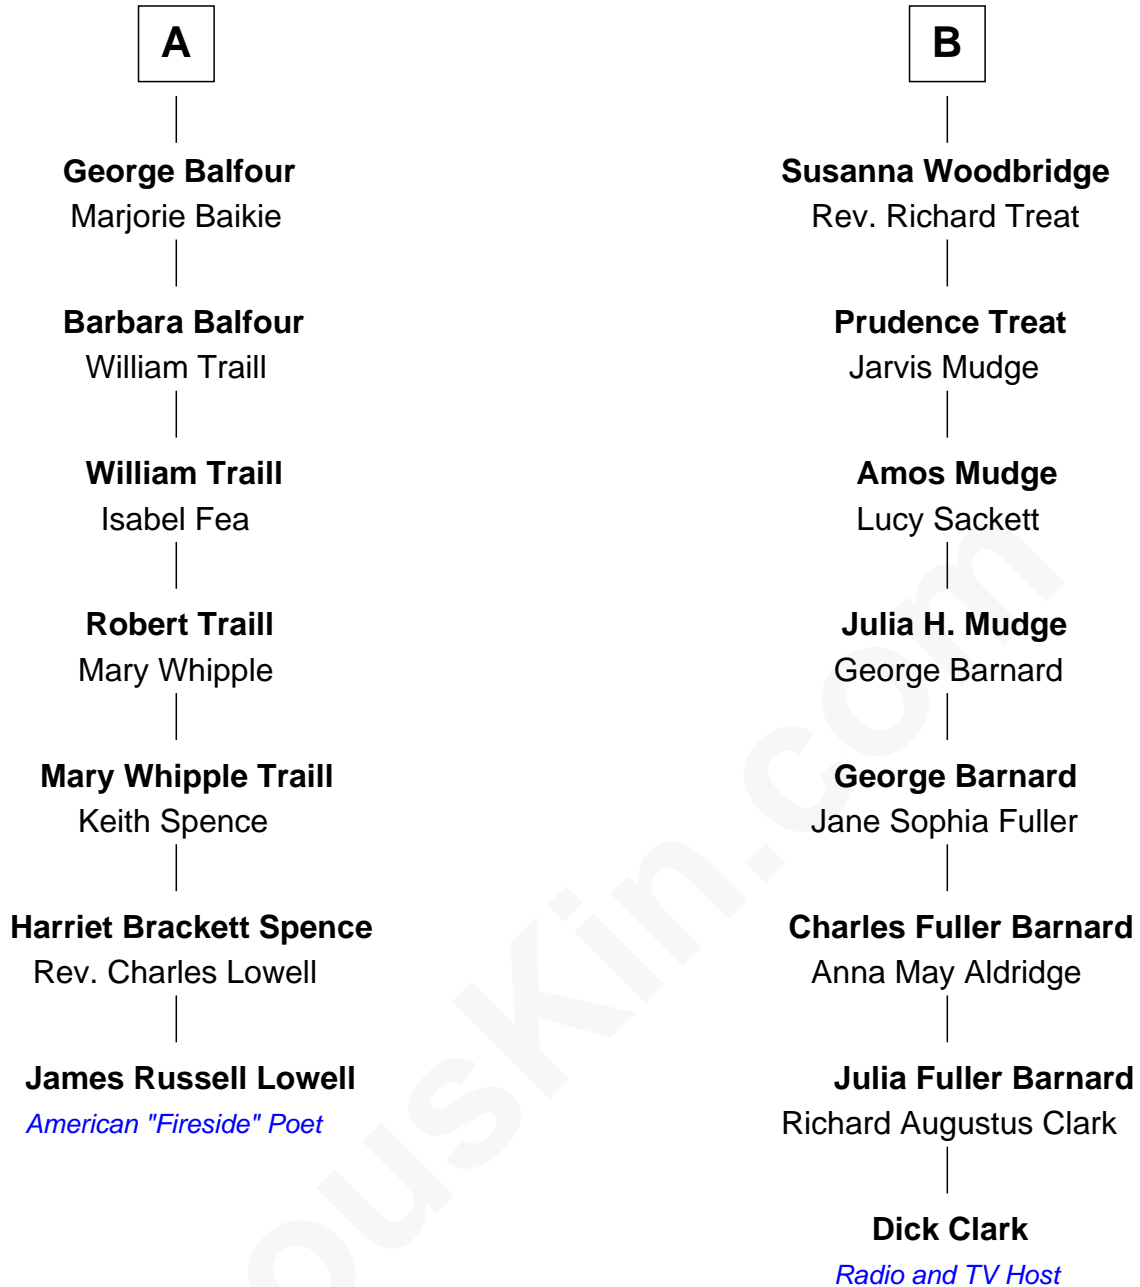 A
George Balfour
Marjorie Baikie
Barbara Balfour
William Traill
William Traill
Isabel Fea
Robert Traill
Mary Whipple
Mary Whipple Traill
Keith Spence
Harriet Brackett Spence
Rev. Charles Lowell
James Russell Lowell
American "Fireside" Poet
B
Susanna Woodbridge
Rev. Richard Treat
Prudence Treat
Jarvis Mudge
Amos Mudge
Lucy Sackett
Julia H. Mudge
George Barnard
George Barnard
Jane Sophia Fuller
Charles Fuller Barnard
Anna May Aldridge
Julia Fuller Barnard
Richard Augustus Clark
Dick Clark
Radio and TV Host
ousKin.com